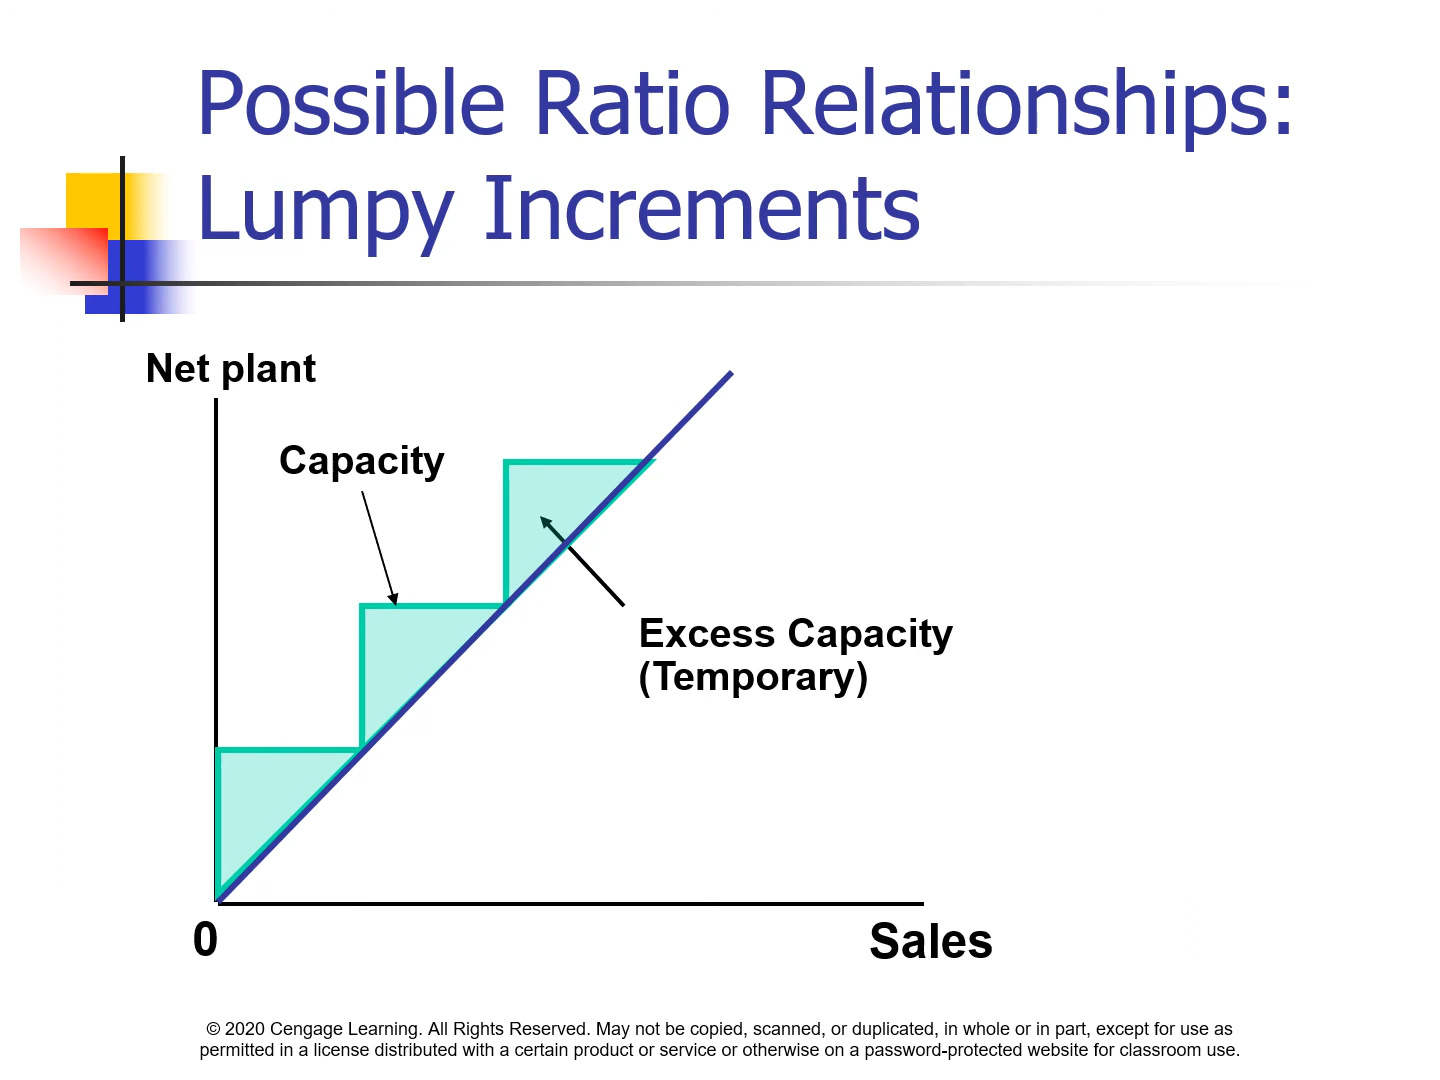 Possible Ratio Relationships:
Lumpy Increments
Net plant
Capacity
Excess Capacity
(Temporary)
0
Sales
© 2020 Cengage Learning. All Rights Reserved. May not be copied, scanned, or duplicated, in whole or in part, except for use as
permitted in a license distributed with a certain product or service or otherwise on a password-protected website for classroom use.